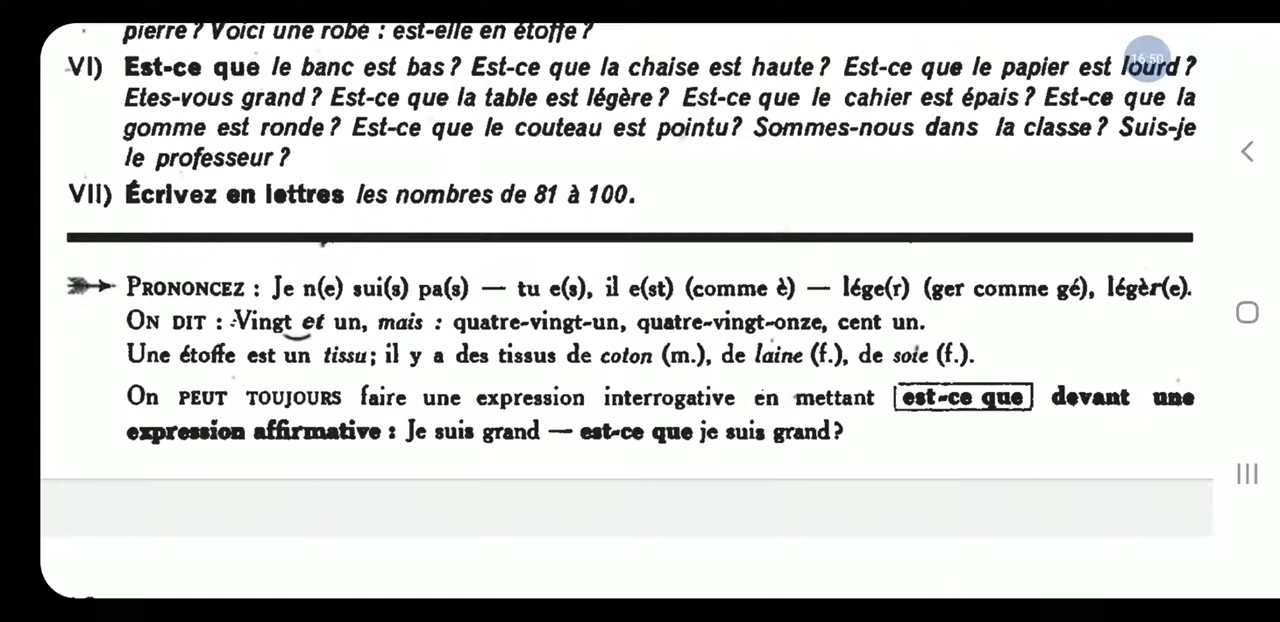 pierre ? Voici une robe : est-elle en étoffe ?
VI) Est-ce que le banc est bas ? Est-ce que la chaise est haute ? Est-ce que le papier est lourd ?
16:50
Etes-vous grand ? Est-ce que la table est légère ? Est-ce que le cahier est épais ? Est-ce que la
gomme est ronde ? Est-ce que le couteau est pointu? Sommes-nous dans la classe ? Suis-je
le professeur ?
VII) Écrivez en lettres les nombres de 81 à 100.
PRONONCEZ : Je n(e) sui(s) pa(s) — tu e(s), il e(st) (comme è) — lége(r) (ger comme gé), légèr(e).
ON DIT : Vingt et un, mais : quatre-vingt-un, quatre-vingt-onze, cent un.
Une étoffe est un tissu; il y a des tissus de coton (m.), de laine (f.), de soie (f.).
On PEUT TOUJOURS faire une expression interrogative en mettant est-ce que devant une
expression affirmative : Je suis grand — est-ce que je suis grand?